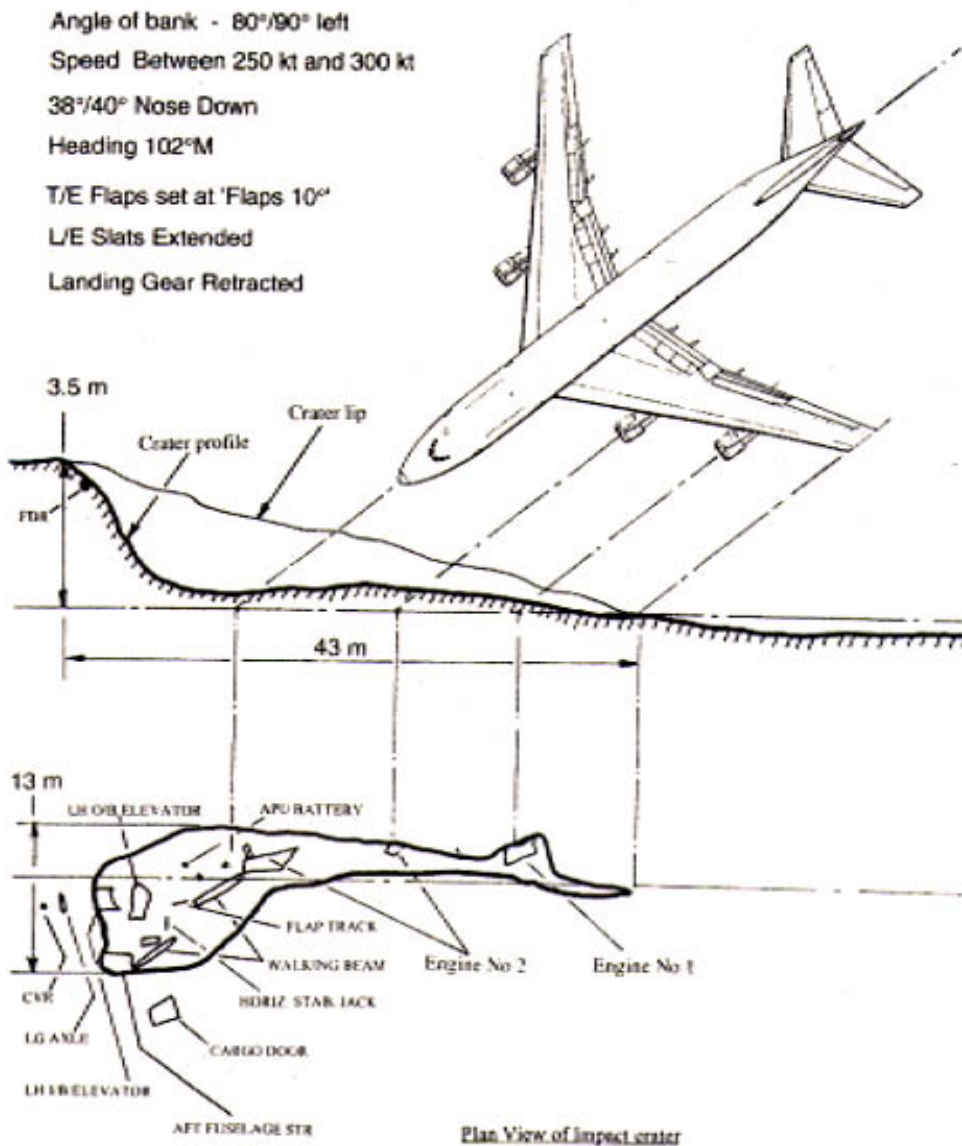 Angle of bank - 80°/90° left
Speed Between 250 kt and 300 kt
38°/40° Nose Down
Heading 102°M
T/E Flaps set at 'Flaps 10°'
L/E Slats Extended
Landing Gear Retracted
3.5 m
Crater lip
Crater profile
FDR
43 m
13 m
LH O/B ELEVATOR
APU BATTERY
FLAP TRACK
WALKING BEAM
Engine No 2
Engine No 1
HORIZ. STAB. JACK
CVR
LG AXLE
CARGO DOOR
LH I/B ELEVATOR
AFT FUSELAGE STR
Plan View of Impact crater